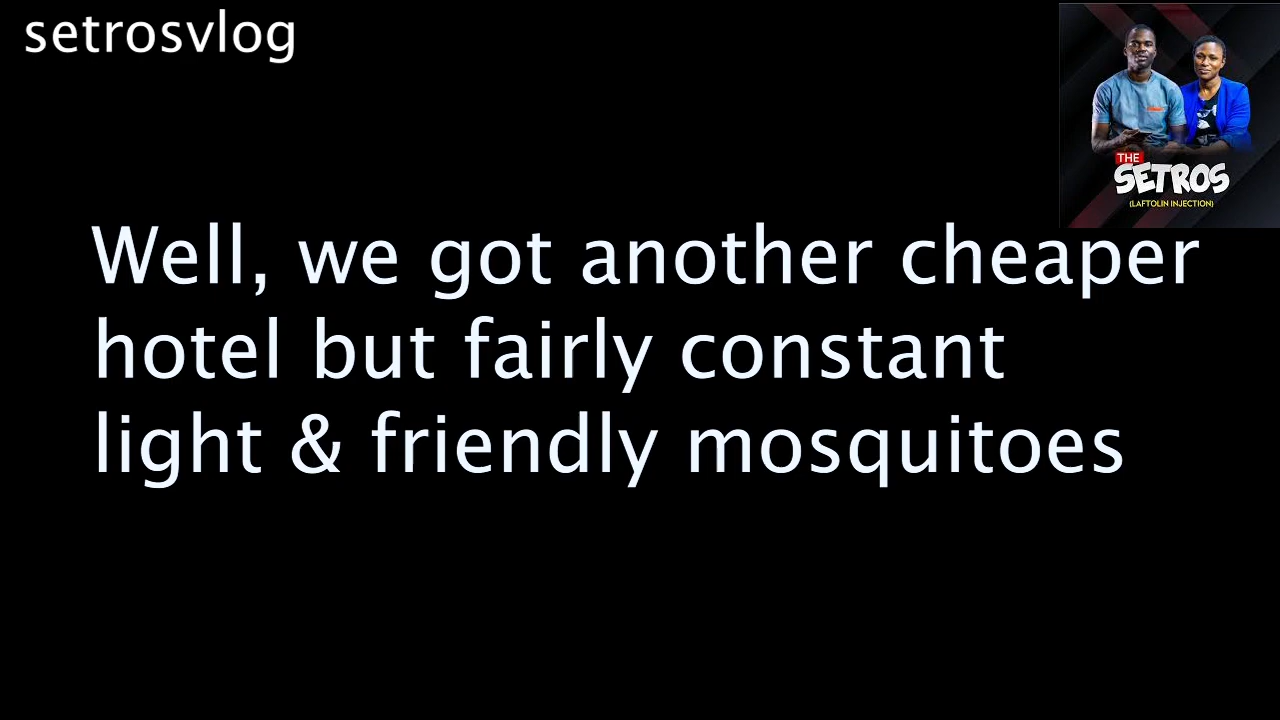 setrosvlog
THE
SETROS
(LAFTOLIN INJECTION)
Well, we got another cheaper
hotel but fairly constant
light & friendly mosquitoes